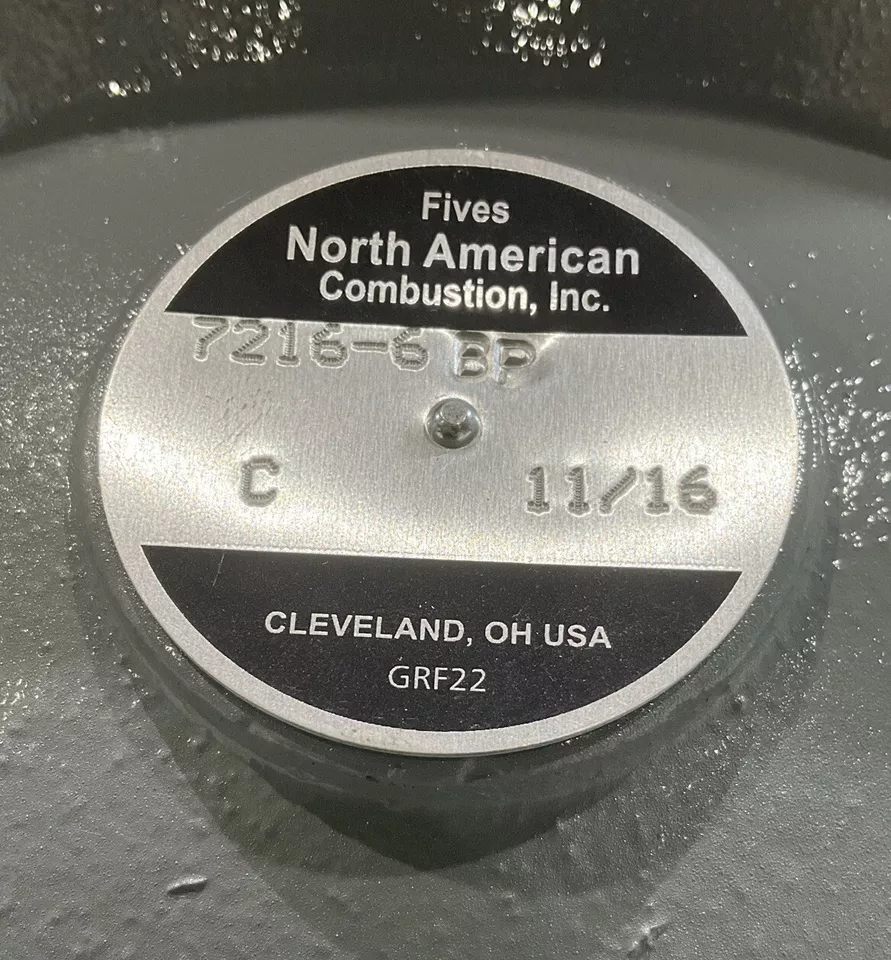 Fives
North American
Combustion, Inc.
7216-6 BP
C 11/16
CLEVELAND, OH USA
GRF22